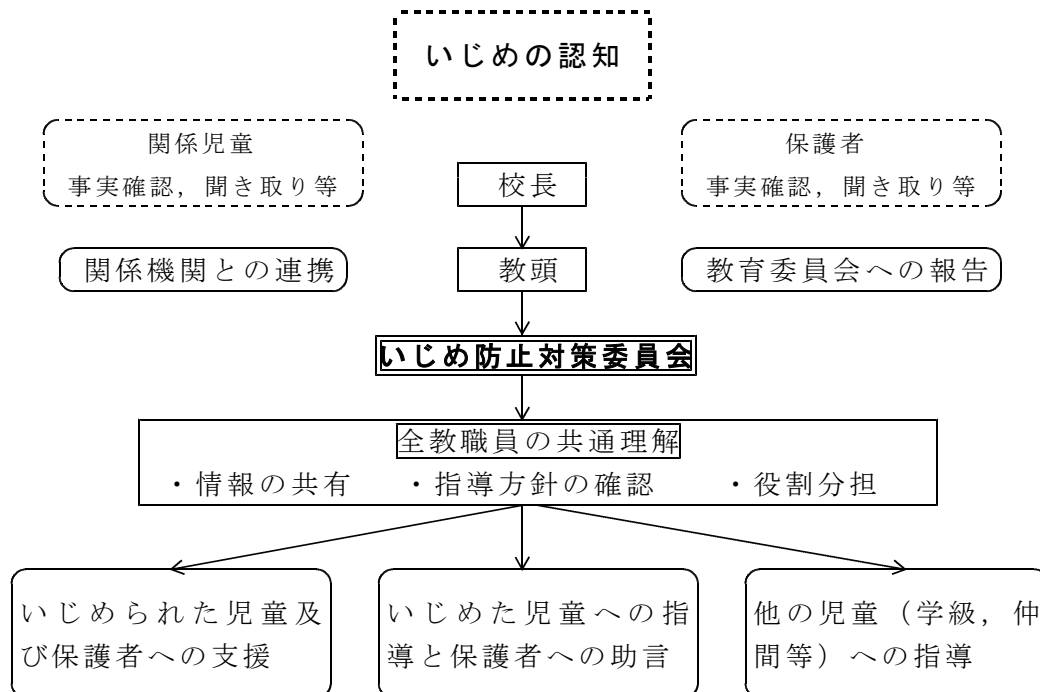 いじめの認知
関係児童
事実確認，聞き取り等
保護者
事実確認，聞き取り等
校長
関係機関との連携
教頭
教育委員会への報告
いじめ防止対策委員会
全教職員の共通理解
・情報の共有　・指導方針の確認　・役割分担
いじめられた児童及
び保護者への支援
いじめた児童への指
導と保護者への助言
他の児童（学級，仲
間等）への指導